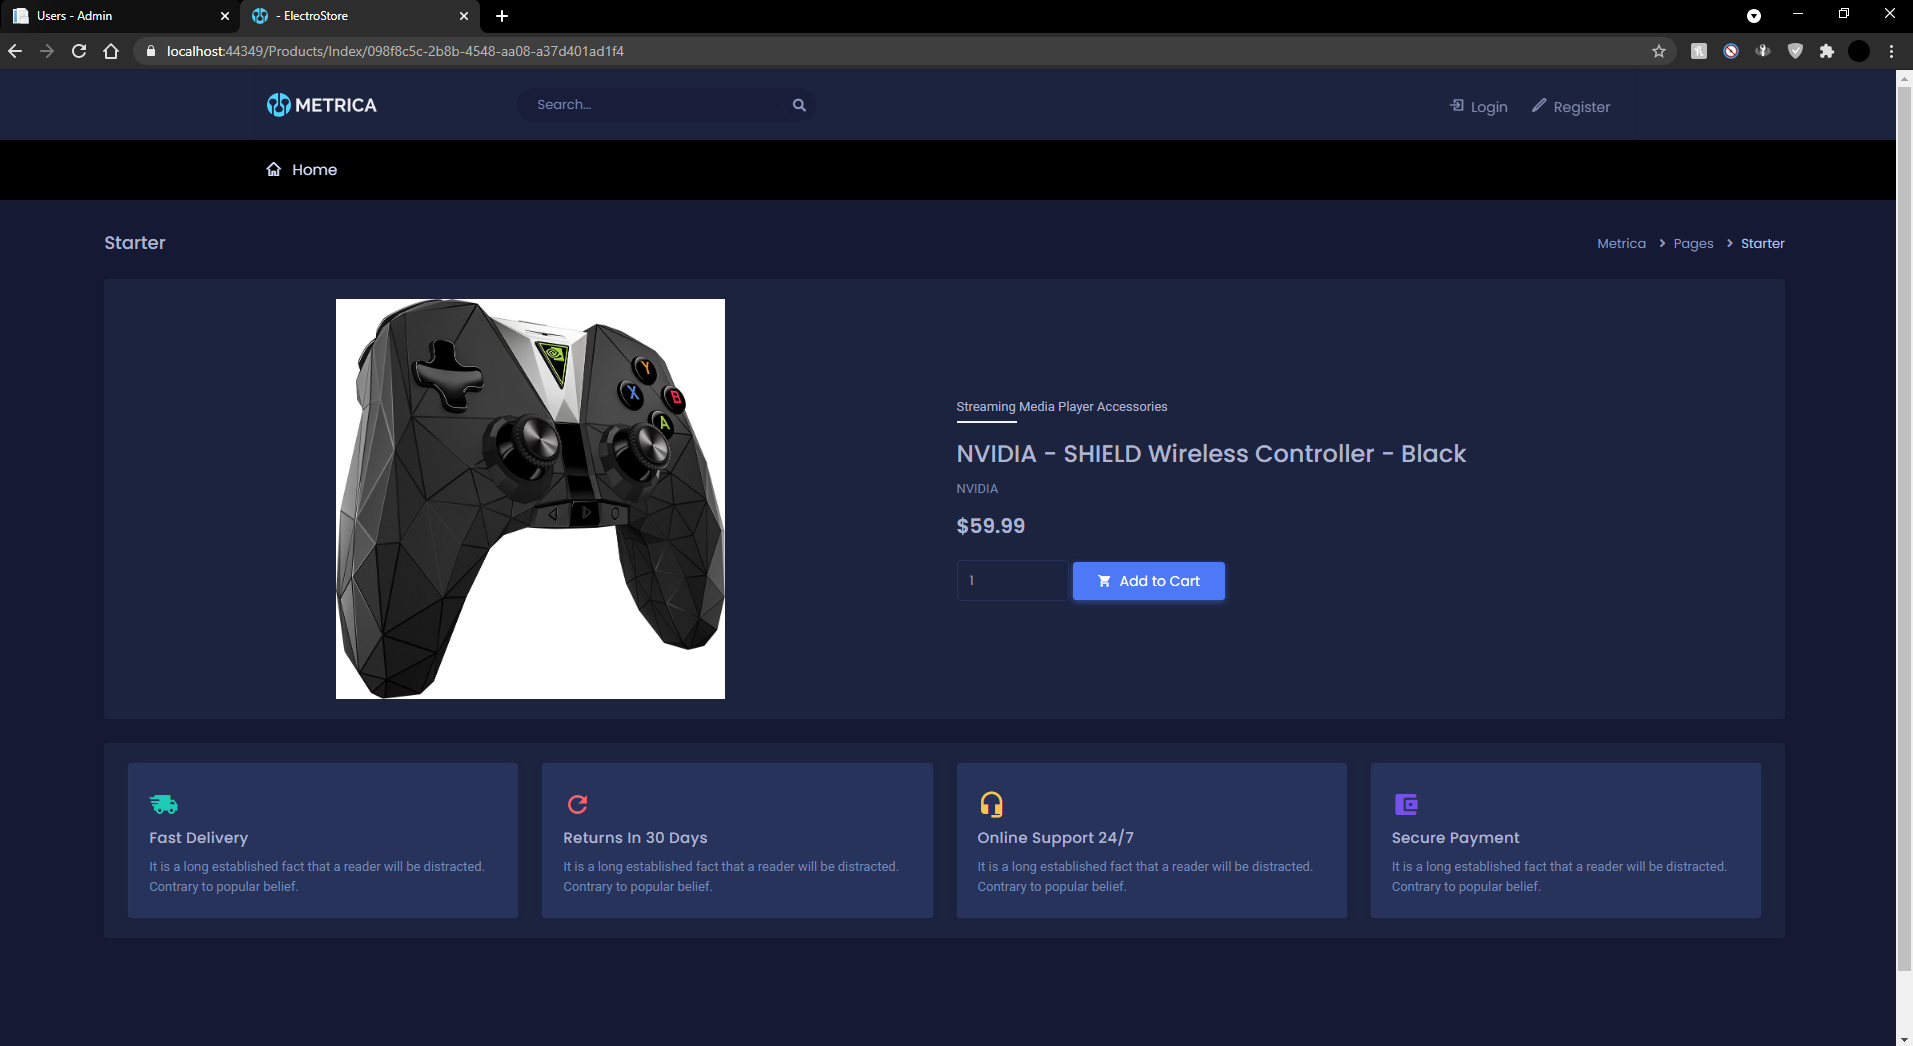 Users - Admin
- ElectroStore
localhost:44349/Products/Index/098f8c5c-2b8b-4548-aa08-a37d401ad1f4
METRICA
Search...
Login
Register
Home
Starter
Metrica > Pages > Starter
Y
X
B
A
Streaming Media Player Accessories
NVIDIA - SHIELD Wireless Controller - Black
NVIDIA
$59.99
1
Add to Cart
Fast Delivery
It is a long established fact that a reader will be distracted.
Contrary to popular belief.
Returns In 30 Days
It is a long established fact that a reader will be distracted.
Contrary to popular belief.
Online Support 24/7
It is a long established fact that a reader will be distracted.
Contrary to popular belief.
Secure Payment
It is a long established fact that a reader will be distracted.
Contrary to popular belief.